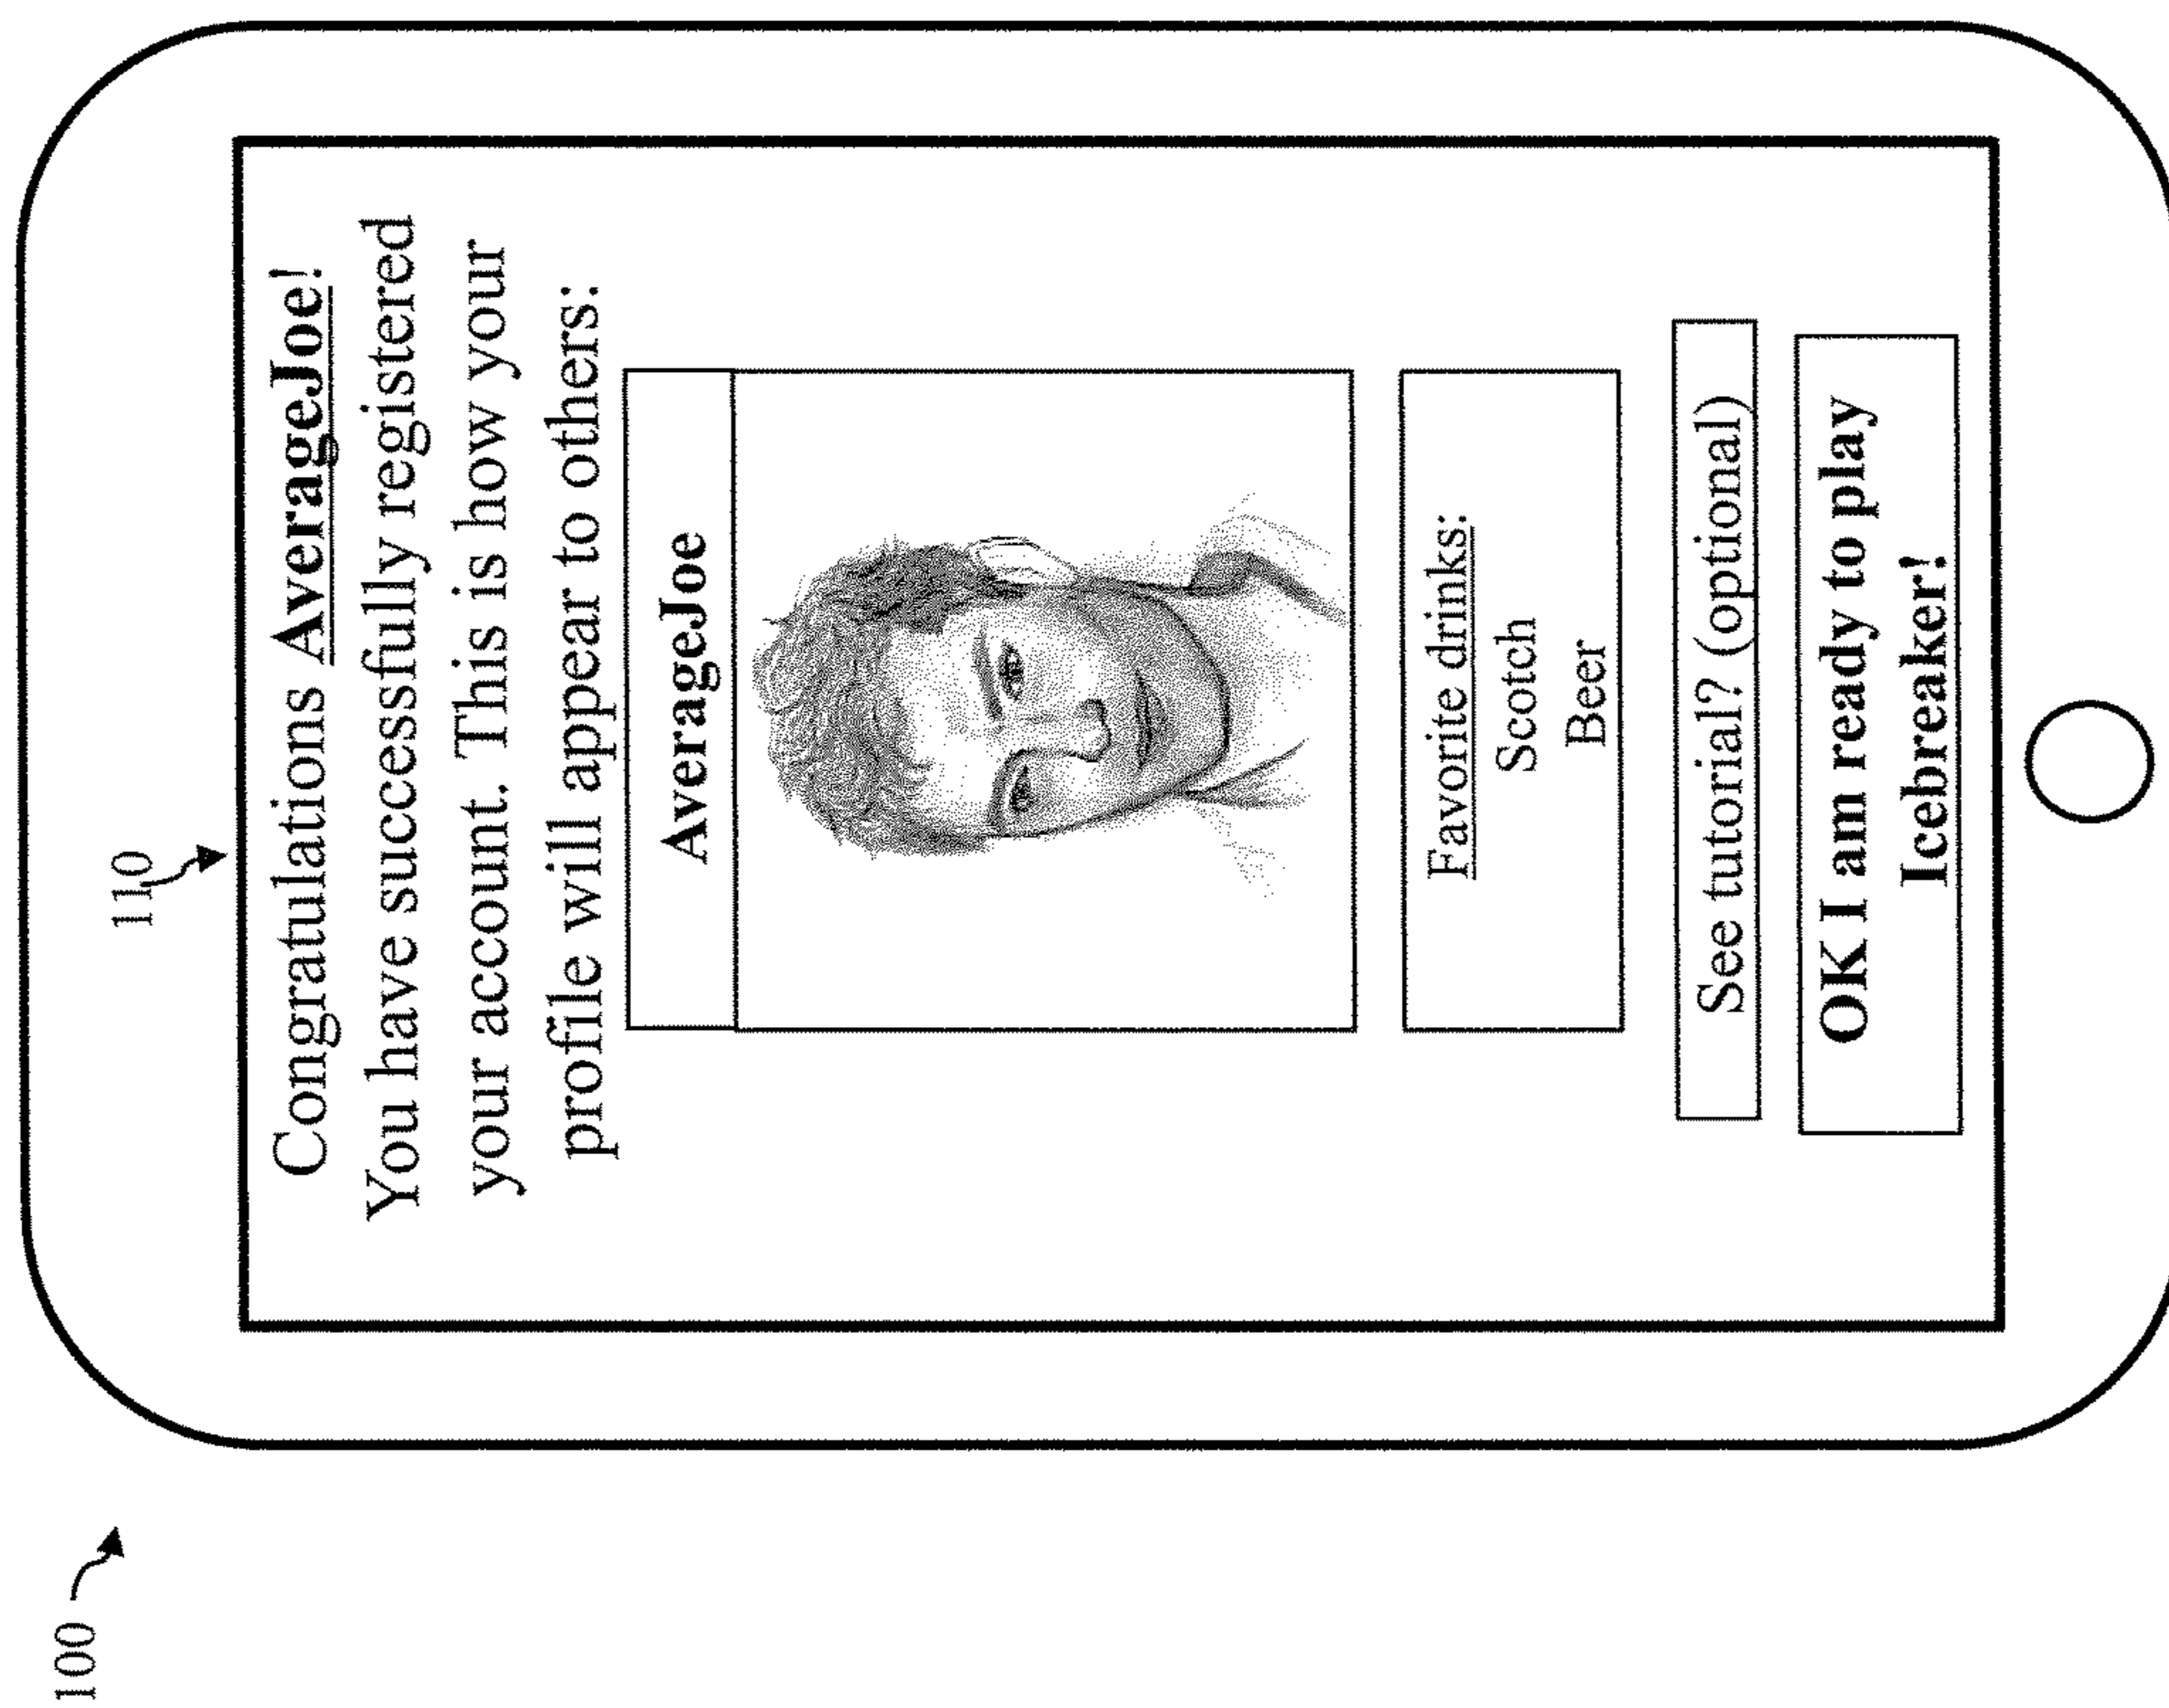 100
110
Congratulations AverageJoe!
You have successfully registered
your account. This is how your
profile will appear to others:
AverageJoe
Favorite drinks:
Scotch
Beer
See tutorial? (optional)
OK I am ready to play
Icebreaker!